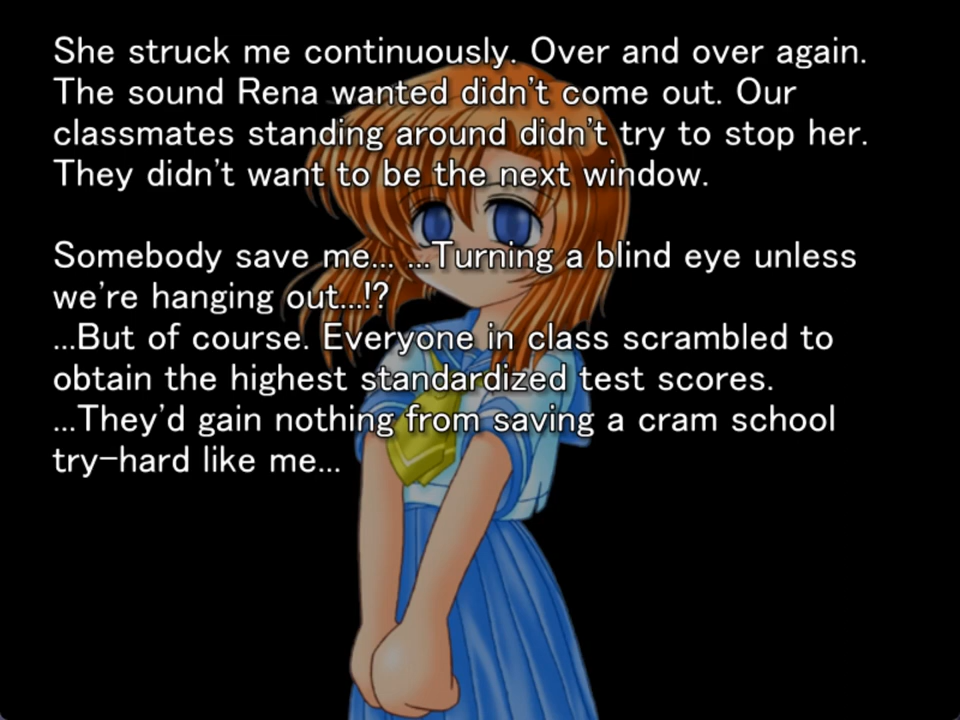 She struck me continuously. Over and over again.
The sound Rena wanted didn't come out. Our
classmates standing around didn't try to stop her.
They didn't want to be the next window.
Somebody save me... ...Turning a blind eye unless
we're hanging out...!?
...But of course. Everyone in class scrambled to
obtain the highest standardized test scores.
...They'd gain nothing from saving a cram school
try-hard like me...